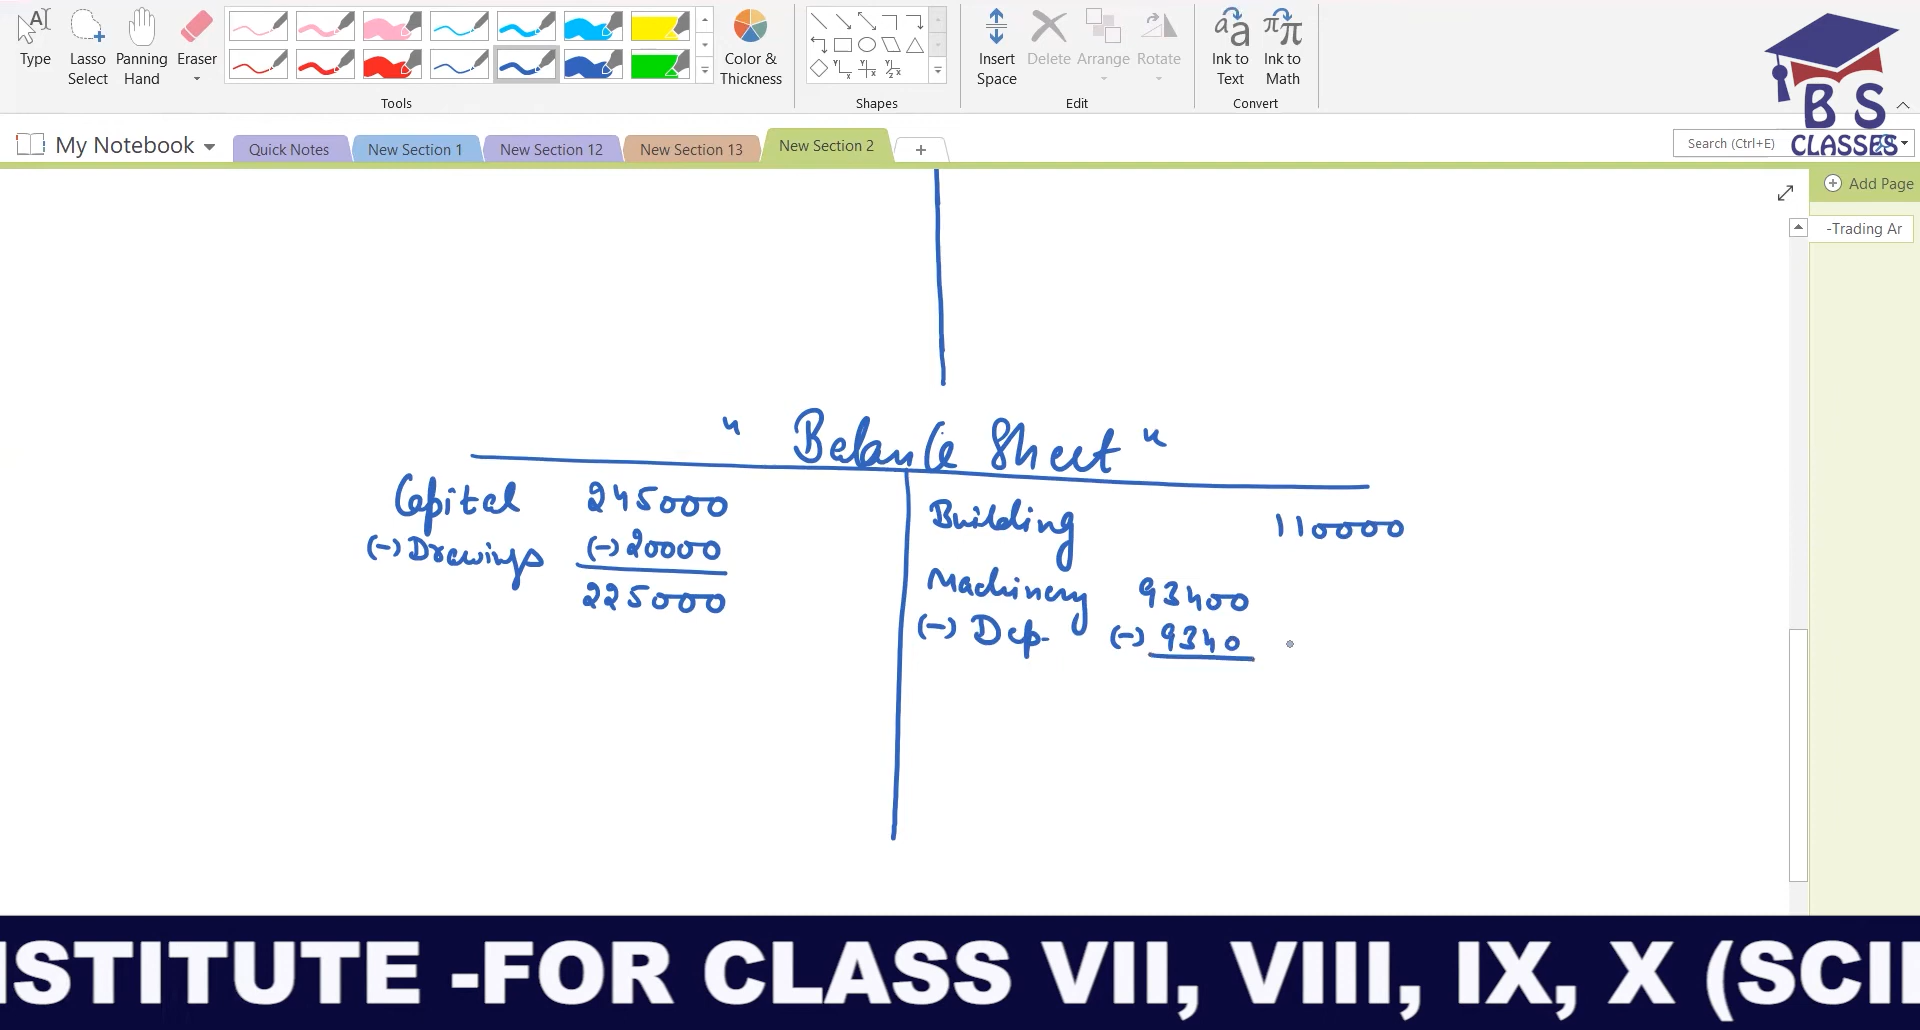 Type
Lasso Select
Panning Hand
Eraser
Color & Thickness
Insert Space
Delete
Arrange
Rotate
Ink to Text
Ink to Math
Tools
Shapes
Edit
Convert
BS
CLASSES
My Notebook
Quick Notes
New Section 1
New Section 12
New Section 13
New Section 2
+
Search (Ctrl+E)
Add Page
-Trading Ar
" Balance Sheet "
Capital 245000
(-) Drawings (-) 20000
225000
Building 110000
Machinery 93400
(-) Dep. (-) 9340
STITUTE -FOR CLASS VII, VIII, IX, X (SCI